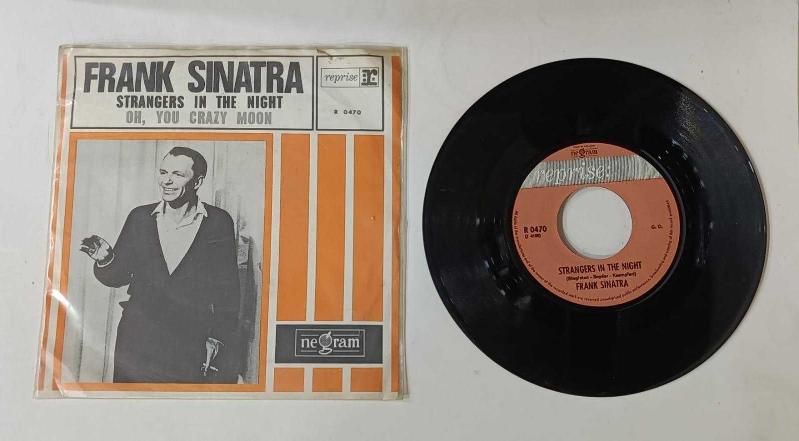 FRANK SINATRA
STRANGERS IN THE NIGHT
OH, YOU CRAZY MOON
reprise
R 0470
negram
negram
reprise:
R 0470
STRANGERS IN THE NIGHT
FRANK SINATRA